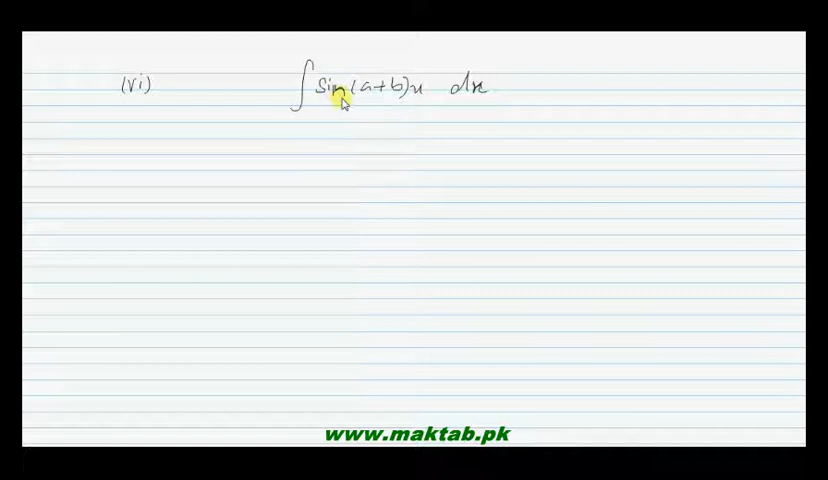 (vi) ∫ Sin (a+b)x dx
www.maktab.pk